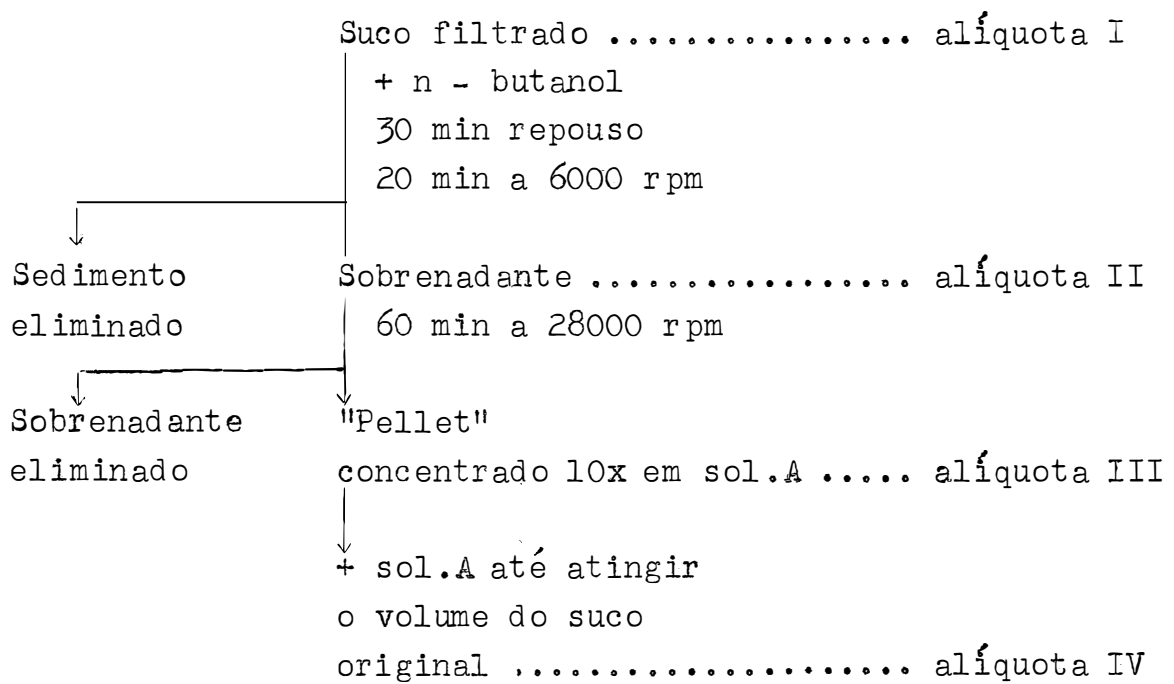 Suco filtrado ................ alíquota I
+ n - butanol
30 min repouso
20 min a 6000 rpm
Sedimento Sobrenadante ................. alíquota II
eliminado 60 min a 28000 rpm
Sobrenadante "Pellet"
eliminado concentrado 10x em sol.A ..... alíquota III
+ sol.A até atingir
o volume do suco
original ..................... alíquota IV